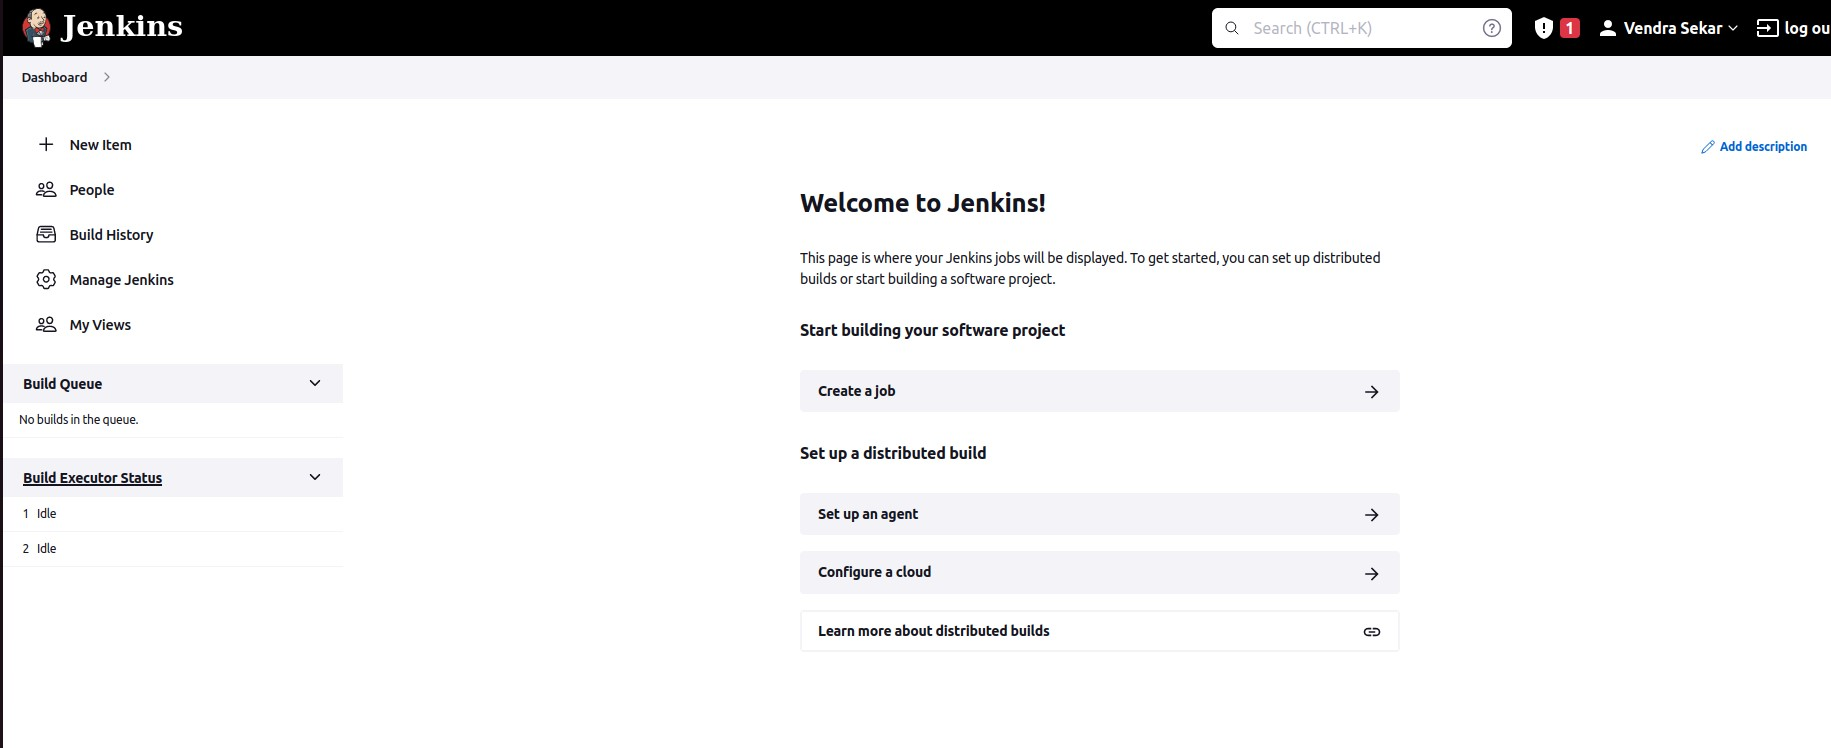 Jenkins
Search (CTRL+K)
1
Vendra Sekar
log ou
Dashboard
New Item
People
Build History
Manage Jenkins
My Views
Build Queue
No builds in the queue.
Build Executor Status
1 Idle
2 Idle
Add description
Welcome to Jenkins!
This page is where your Jenkins jobs will be displayed. To get started, you can set up distributed
builds or start building a software project.
Start building your software project
Create a job
Set up a distributed build
Set up an agent
Configure a cloud
Learn more about distributed builds